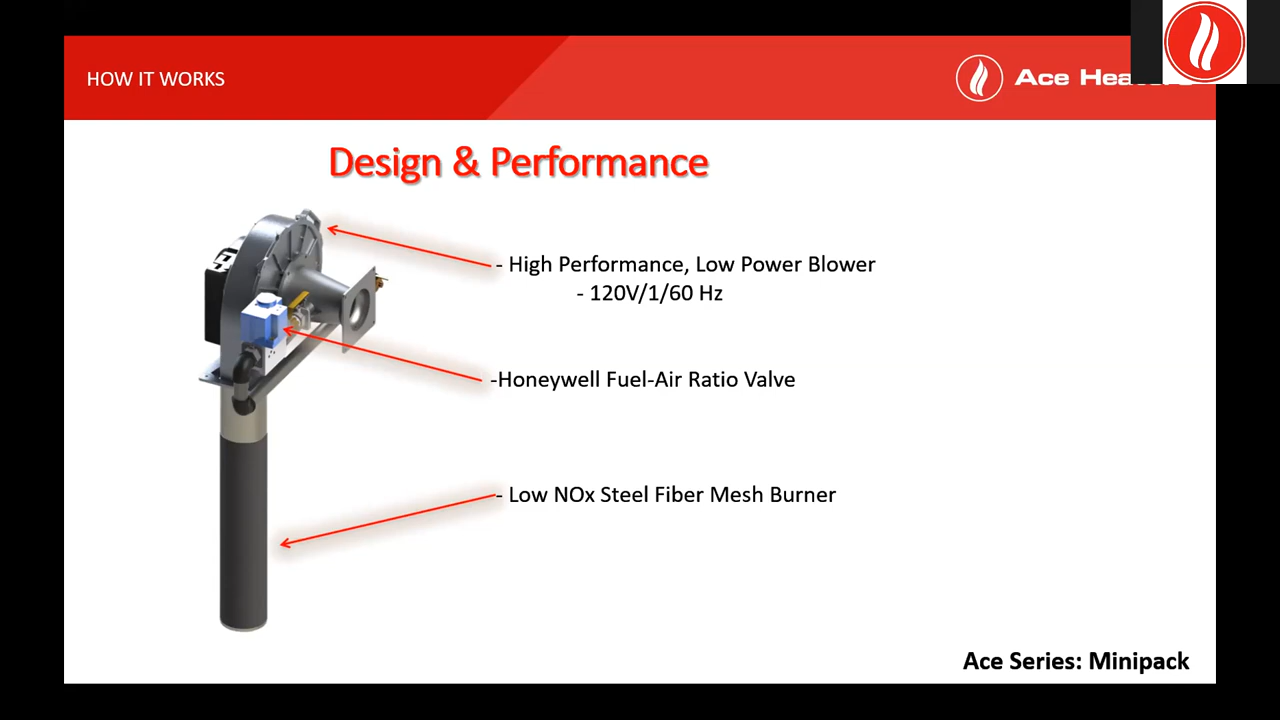 HOW IT WORKS
Ace
Design & Performance
- High Performance, Low Power Blower
- 120V/1/60 Hz
-Honeywell Fuel-Air Ratio Valve
- Low NOx Steel Fiber Mesh Burner
Ace Series: Minipack